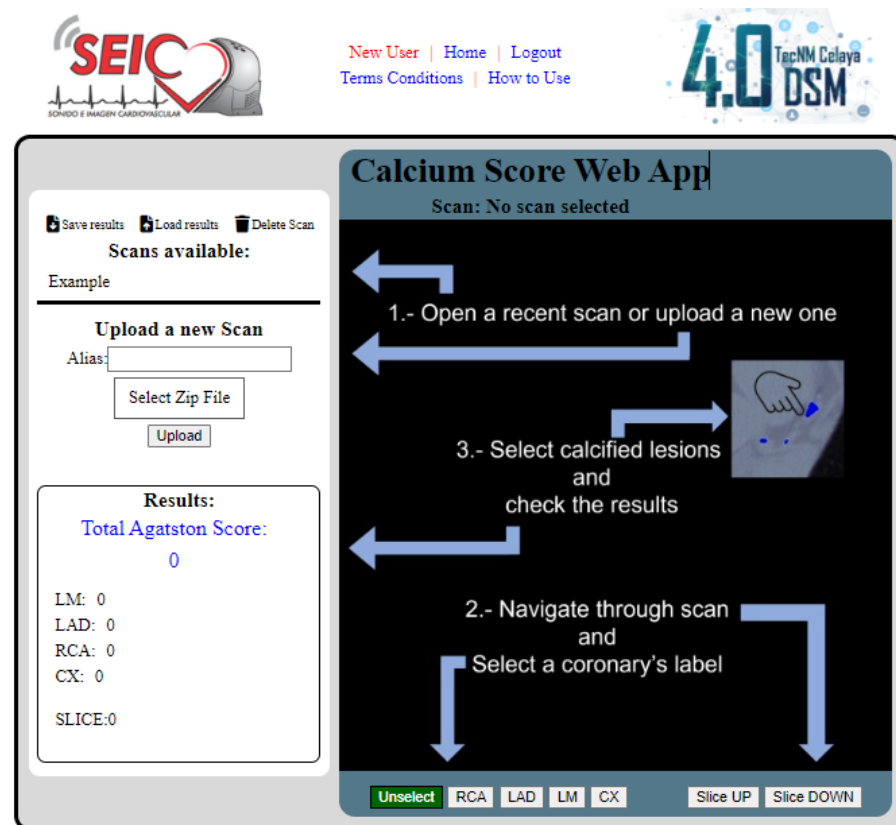 SEIC
SONIDO E IMAGEN CARDIOVASCULAR
New User | Home | Logout
Terms Conditions | How to Use
4.0 TecNM Celaya
DSM
Calcium Score Web App
Scan: No scan selected
Save results Load results Delete Scan
Scans available:
Example
Upload a new Scan
Alias:
Select Zip File
Upload
Results:
Total Agatston Score:
0
LM: 0
LAD: 0
RCA: 0
CX: 0
SLICE:0
1.- Open a recent scan or upload a new one
3.- Select calcified lesions
and
check the results
2.- Navigate through scan
and
Select a coronary's label
Unselect RCA LAD LM CX Slice UP Slice DOWN